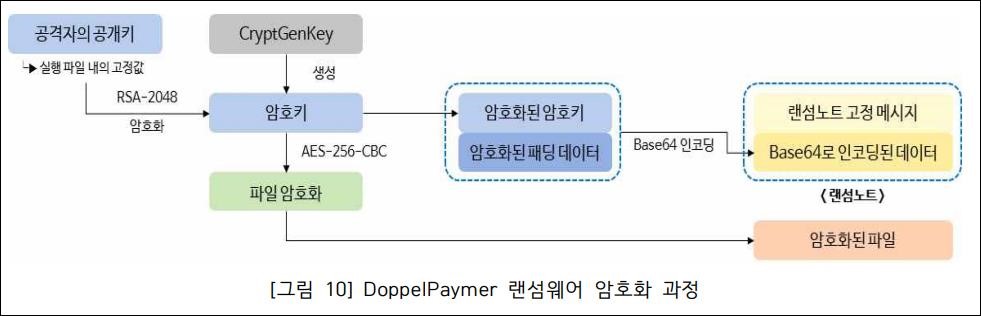 공격자의 공개키
CryptGenKey
↳ 실행 파일 내의 고정값
생성
RSA-2048
암호화
암호키
암호화된 암호키
암호화된 패딩 데이터
Base64 인코딩
랜섬노트 고정 메시지
Base64로 인코딩된 데이터
〈랜섬노트〉
AES-256-CBC
파일 암호화
암호화된 파일
[그림 10] DoppelPaymer 랜섬웨어 암호화 과정